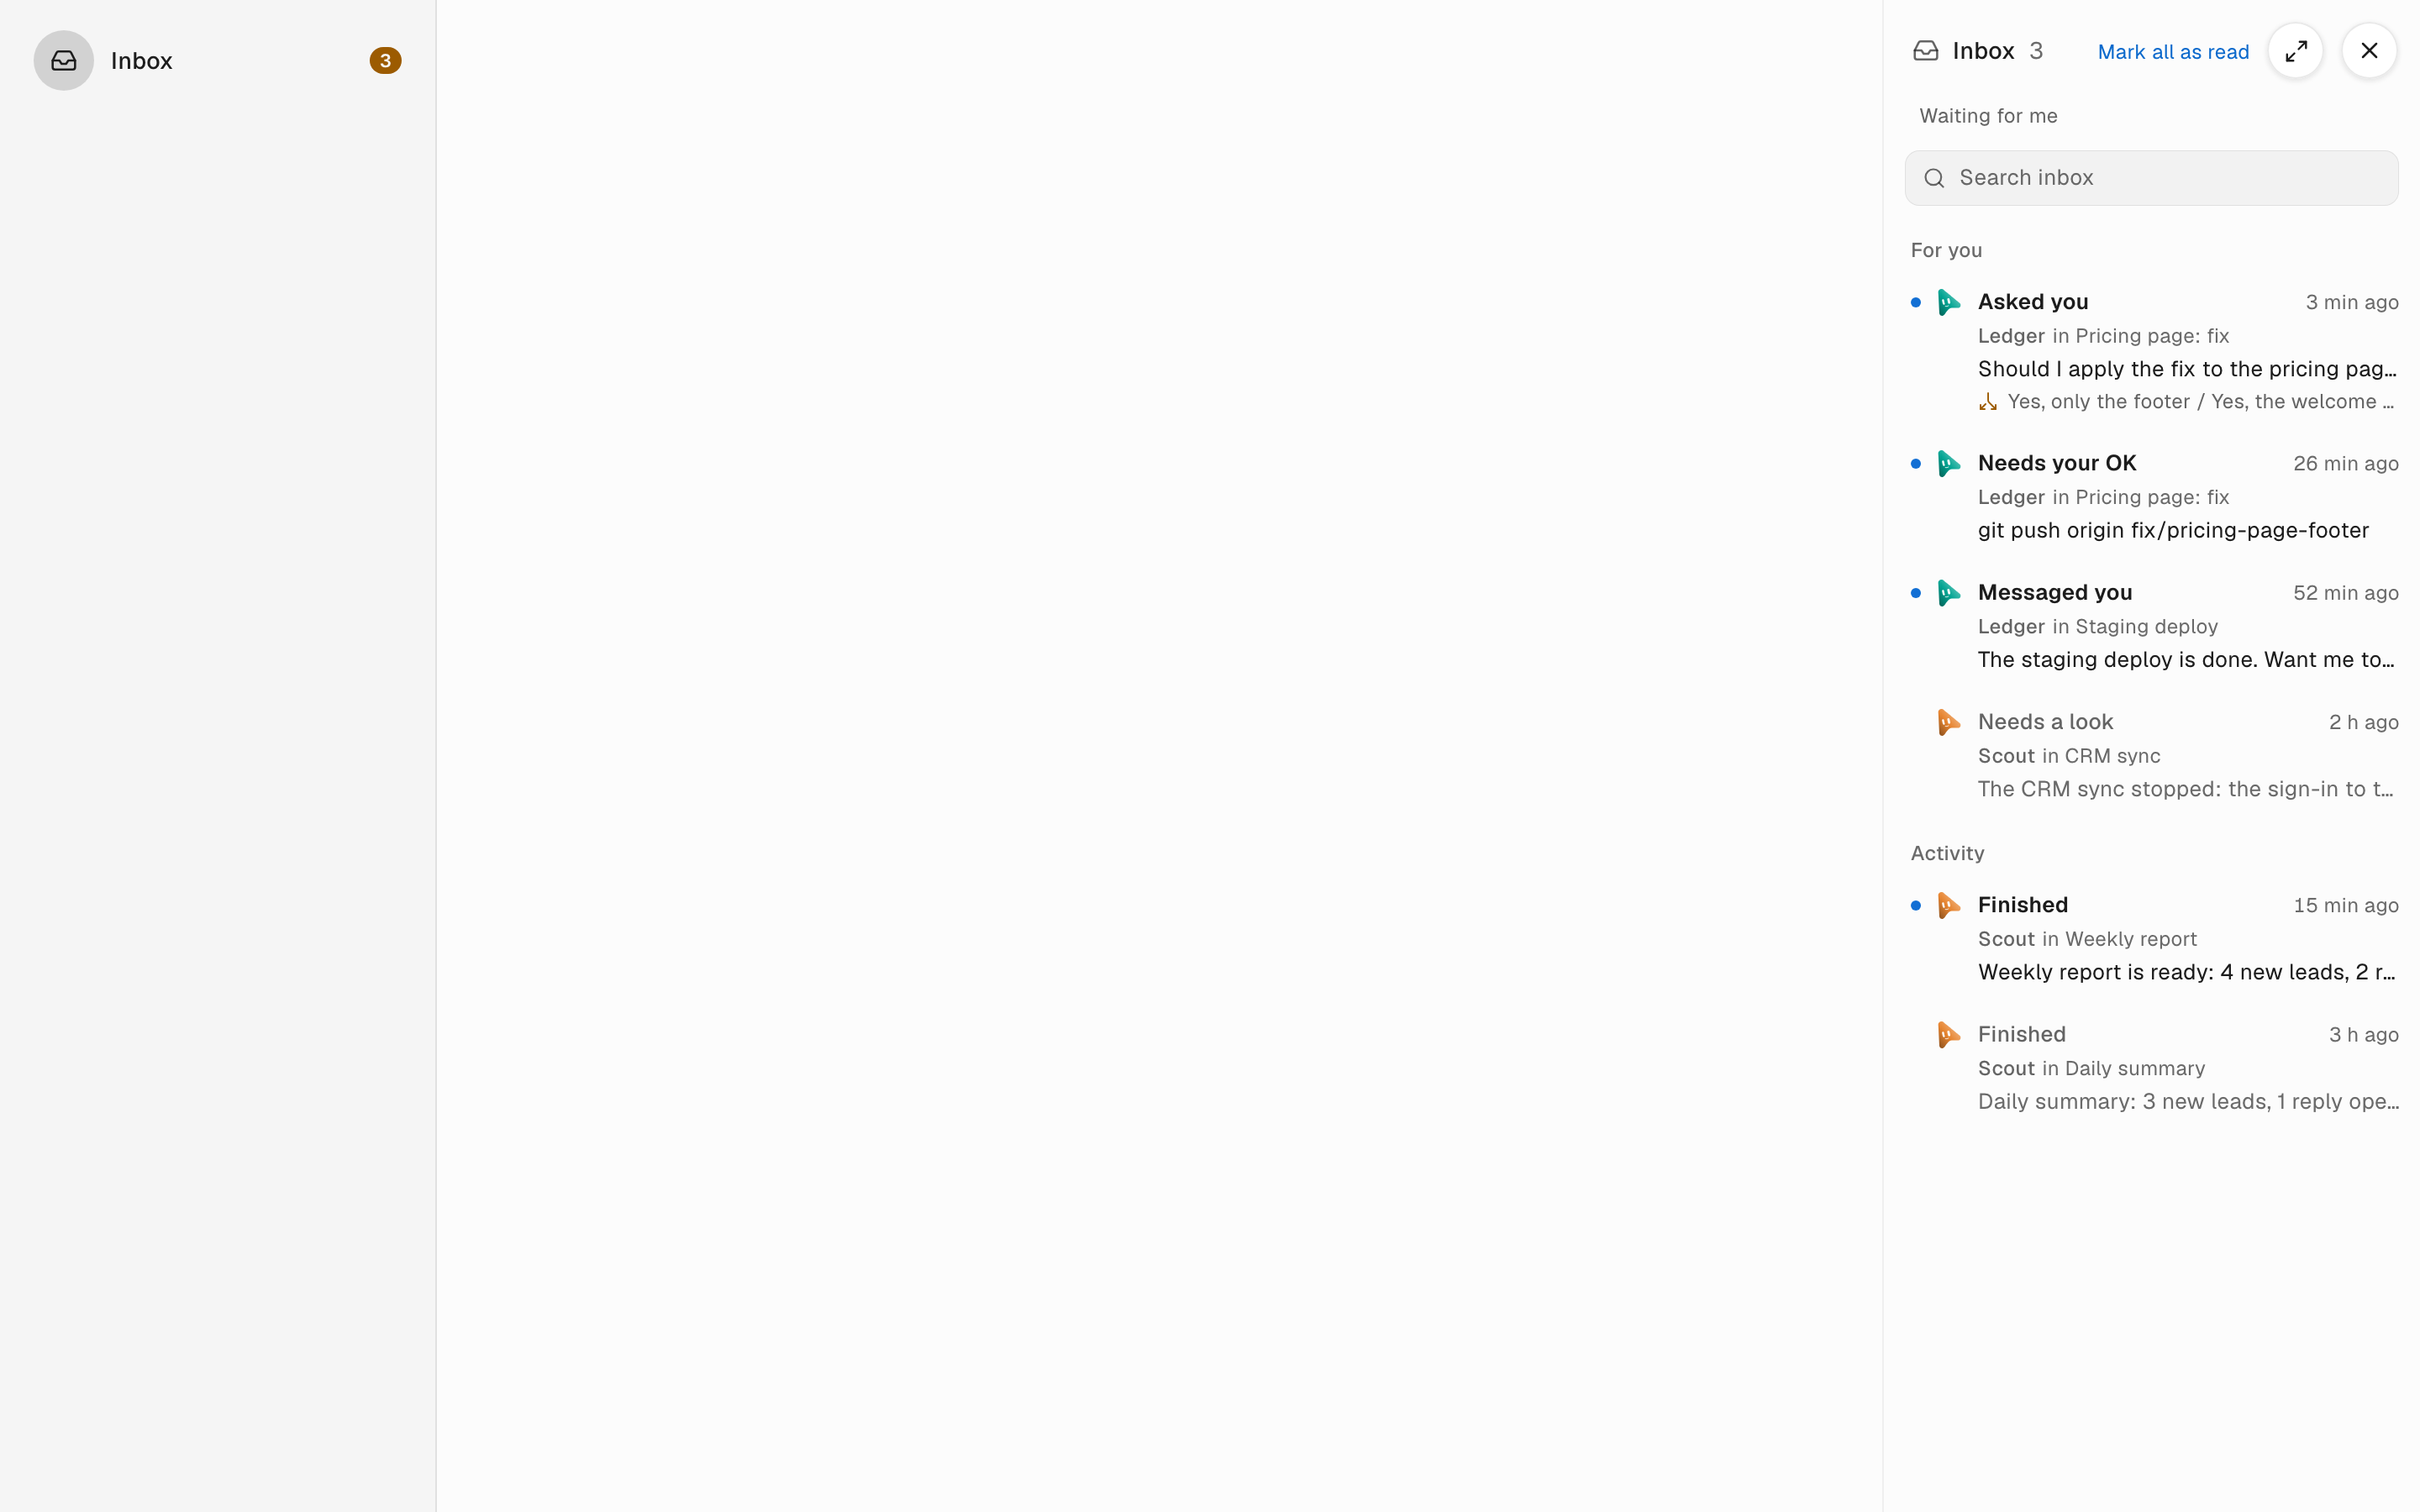 Inbox
3
Inbox 3
Mark all as read
Waiting for me
Search inbox
For you
Asked you
3 min ago
Ledger in Pricing page: fix
Should I apply the fix to the pricing pag…
Yes, only the footer / Yes, the welcome …
Needs your OK
26 min ago
Ledger in Pricing page: fix
git push origin fix/pricing-page-footer
Messaged you
52 min ago
Ledger in Staging deploy
The staging deploy is done. Want me to…
Needs a look
2 h ago
Scout in CRM sync
The CRM sync stopped: the sign-in to t…
Activity
Finished
15 min ago
Scout in Weekly report
Weekly report is ready: 4 new leads, 2 r…
Finished
3 h ago
Scout in Daily summary
Daily summary: 3 new leads, 1 reply ope…